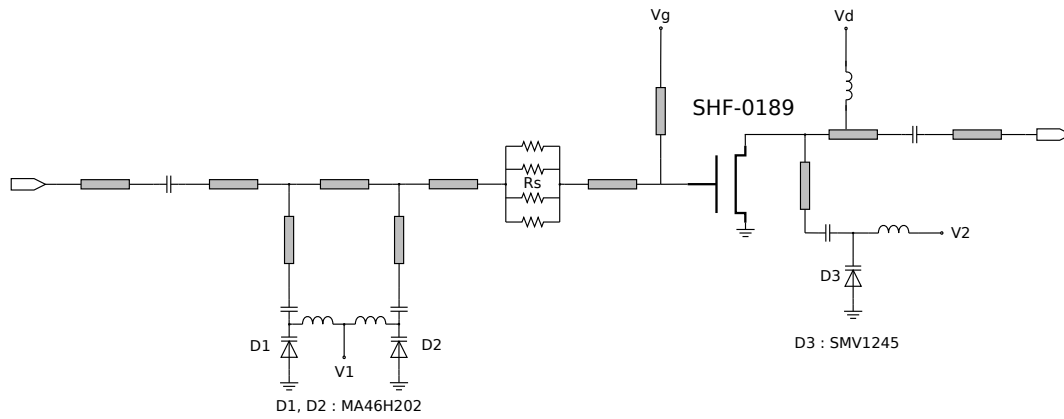 Vg
Vd
SHF-0189
Rs
V2
D3
D1
D2
V1
D3 : SMV1245
D1, D2 : MA46H202